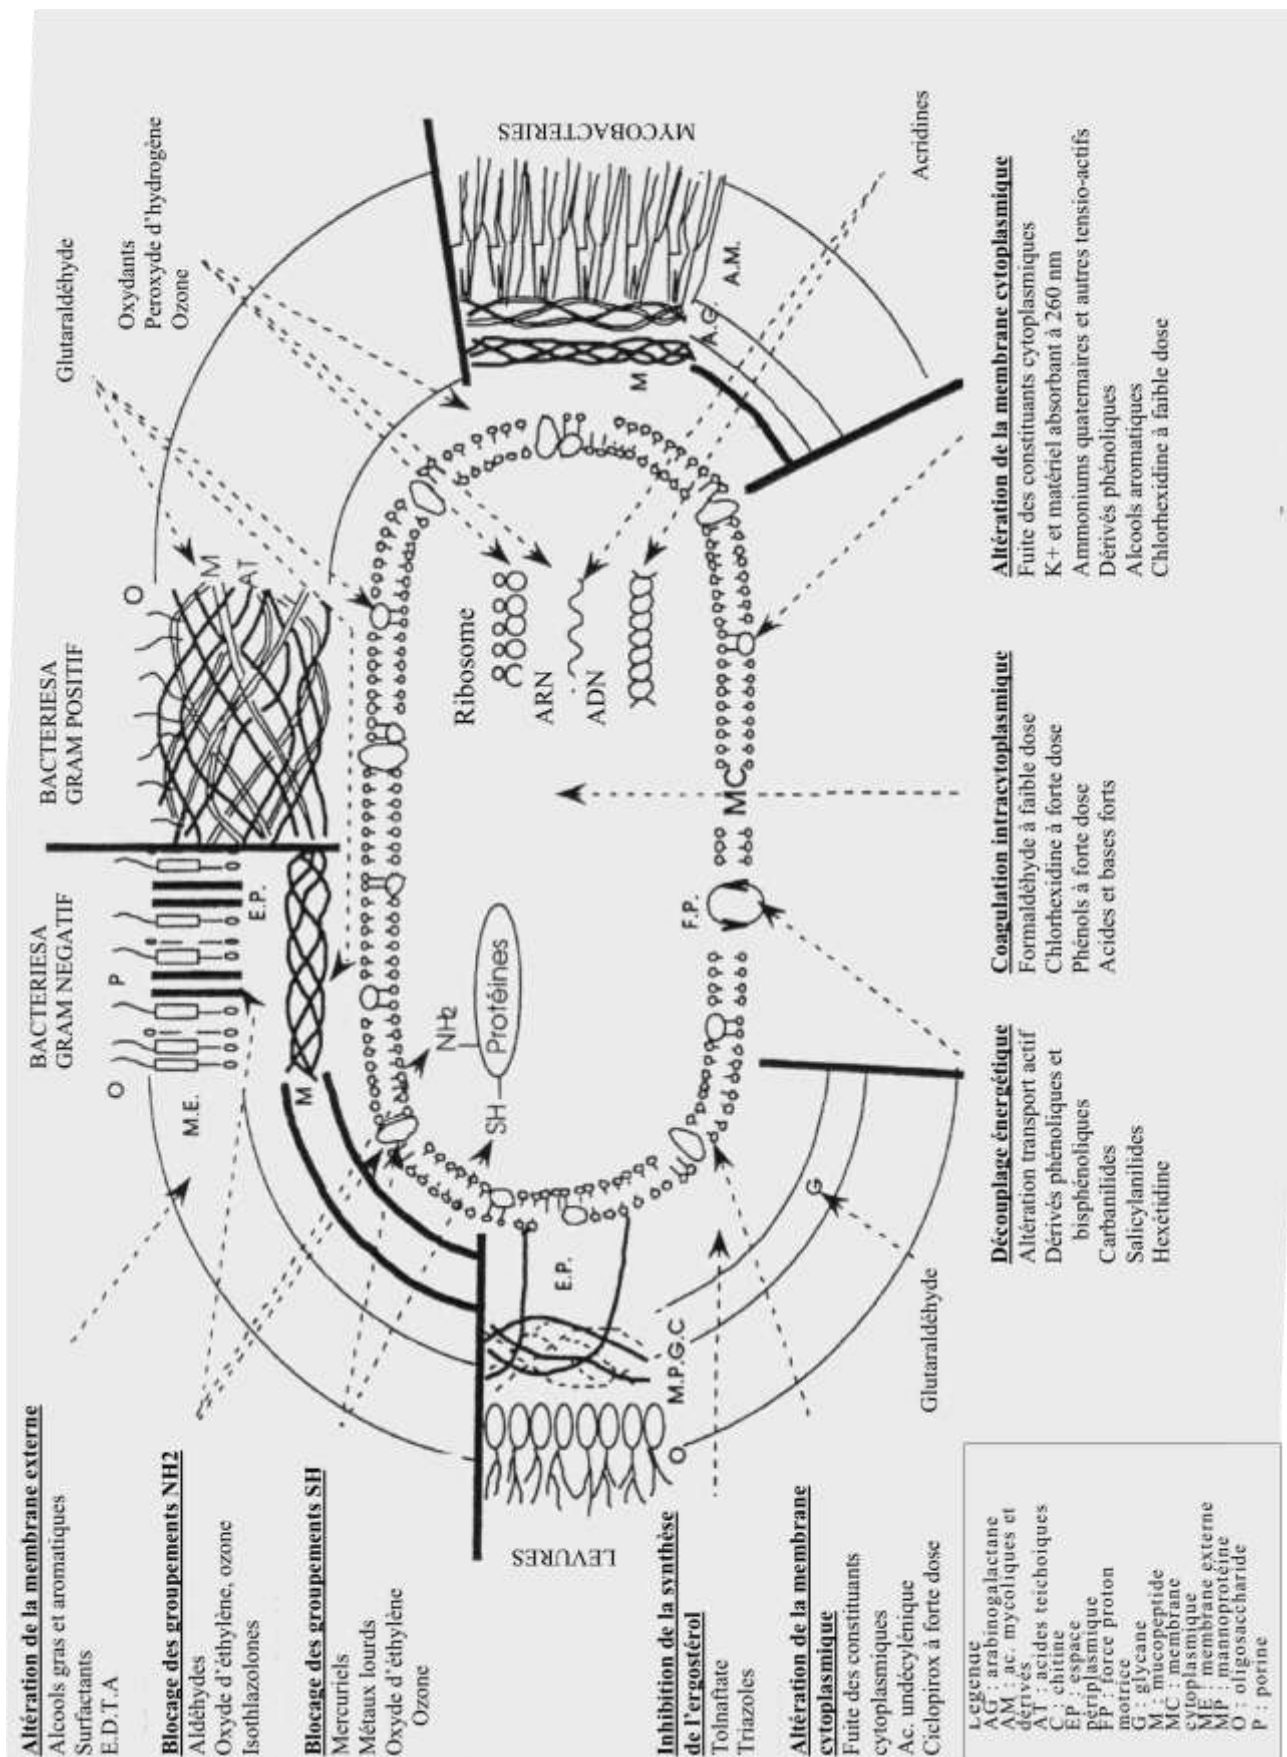 Altération de la membrane externe
Alcools gras et aromatiques
Surfactants
E.D.T.A
Blocage des groupements NH2
Aldéhydes
Oxyde d'éthylène, ozone
Isothlazolones
Blocage des groupements SH
Mercuriels
Métaux lourds
Oxyde d'éthylène
Ozone
Inhibition de la synthèse
de l'ergostérol
Tolnaftate
Triazoles
Altération de la membrane
cytoplasmique
Fuite des constituants
cytoplasmiques
Ac. undécylénique
Ciclopirox à forte dose
Légende
AG : arabinogalactane
AM : ac. mycoliques et
dérivés
AT : acides teichoiques
C : chitine
EP : espace
périplasmique
FP : force proton
motrice
G : glycane
M : mucopeptide
MC : membrane
cytoplasmique
ME : membrane externe
MP : mannoprotéine
O : oligosaccharide
P : porine
BACTERIESA
GRAM NEGATIF
BACTERIESA
GRAM POSITIF
Glutaraldéhyde
Oxydants
Peroxyde d'hydrogène
Ozone
O
P
O
M.E.
E.P.
M
AT
M
NH2
SH
Protéines
Ribosome
ARN
ADN
M
A.G.
A.M.
MYCOBACTERIES
Acridines
LEVURES
E.P.
M.P.G.C
O
F.P.
MC
G
Glutaraldéhyde
Découplage énergétique
Altération transport actif
Dérivés phénoliques et
bisphénoliques
Carbanilides
Salicylanilides
Hexétidine
Coagulation intracytoplasmique
Formaldéhyde à faible dose
Chlorhexidine à forte dose
Phénols à forte dose
Acides et bases forts
Altération de la membrane cytoplasmique
Fuite des constituants cytoplasmiques
K+ et matériel absorbant à 260 nm
Ammoniums quaternaires et autres tensio-actifs
Dérivés phénoliques
Alcools aromatiques
Chlorhexidine à faible dose